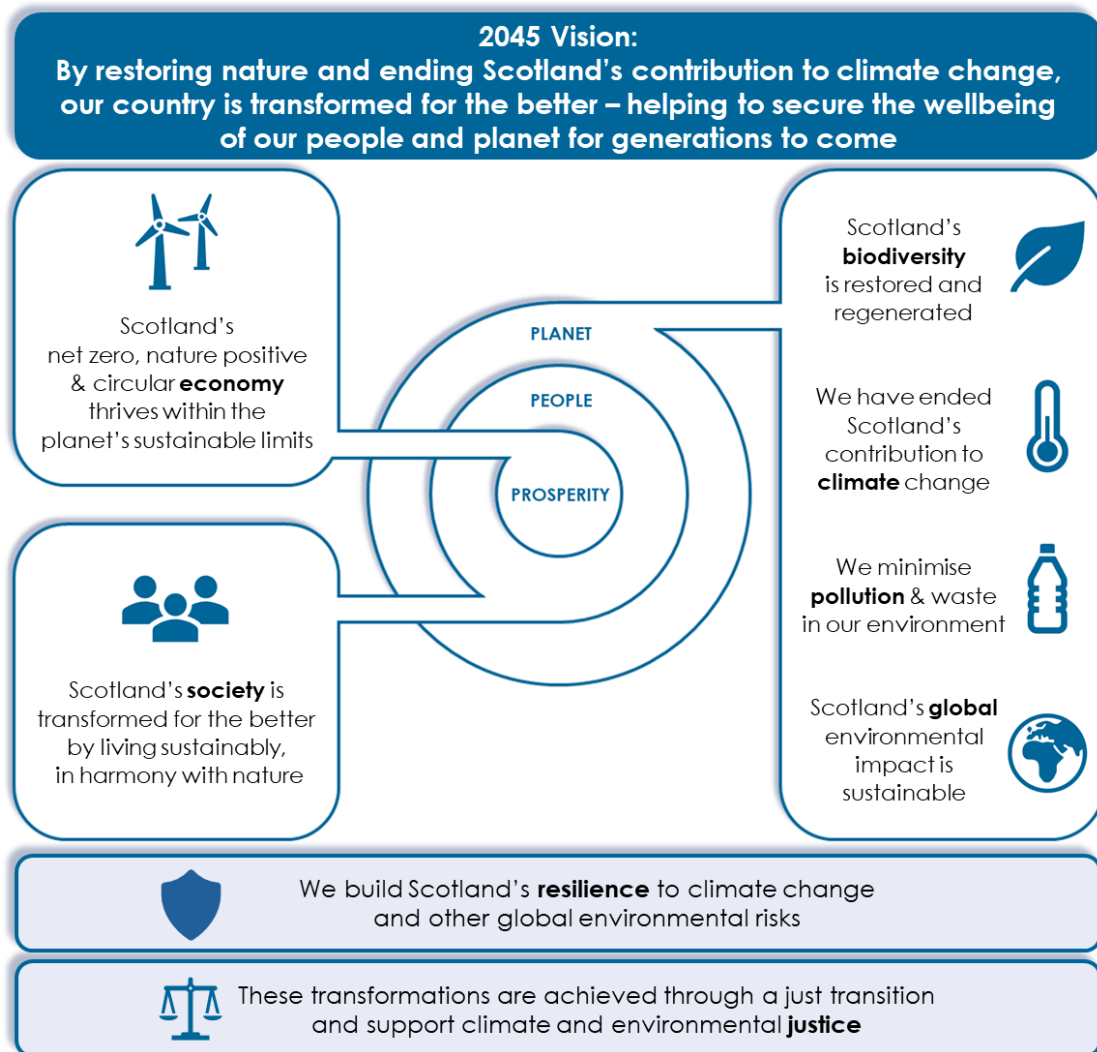 2045 Vision:
By restoring nature and ending Scotland’s contribution to climate change,
our country is transformed for the better – helping to secure the wellbeing
of our people and planet for generations to come
Scotland’s
net zero, nature positive
& circular economy
thrives within the
planet’s sustainable limits
Scotland’s society is
transformed for the better
by living sustainably,
in harmony with nature
PLANET
PEOPLE
PROSPERITY
Scotland’s
biodiversity
is restored and
regenerated
We have ended
Scotland’s
contribution to
climate change
We minimise
pollution & waste
in our environment
Scotland’s global
environmental
impact is
sustainable
We build Scotland’s resilience to climate change
and other global environmental risks
These transformations are achieved through a just transition
and support climate and environmental justice